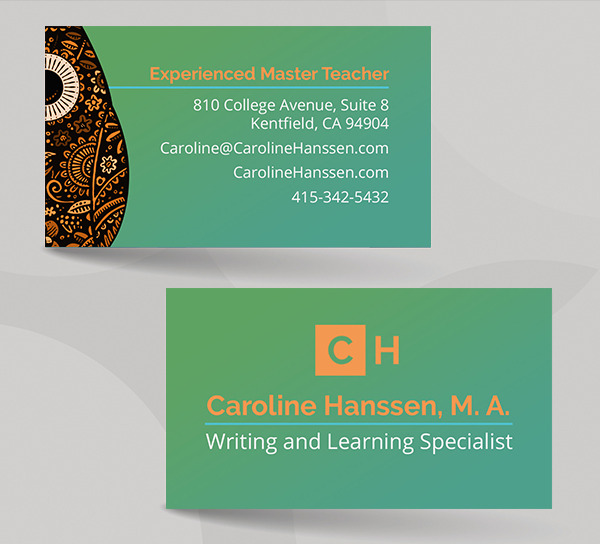 Experienced Master Teacher
810 College Avenue, Suite 8
Kentfield, CA 94904
Caroline@CarolineHanssen.com
CarolineHanssen.com
415-342-5432
C H
Caroline Hanssen, M. A.
Writing and Learning Specialist